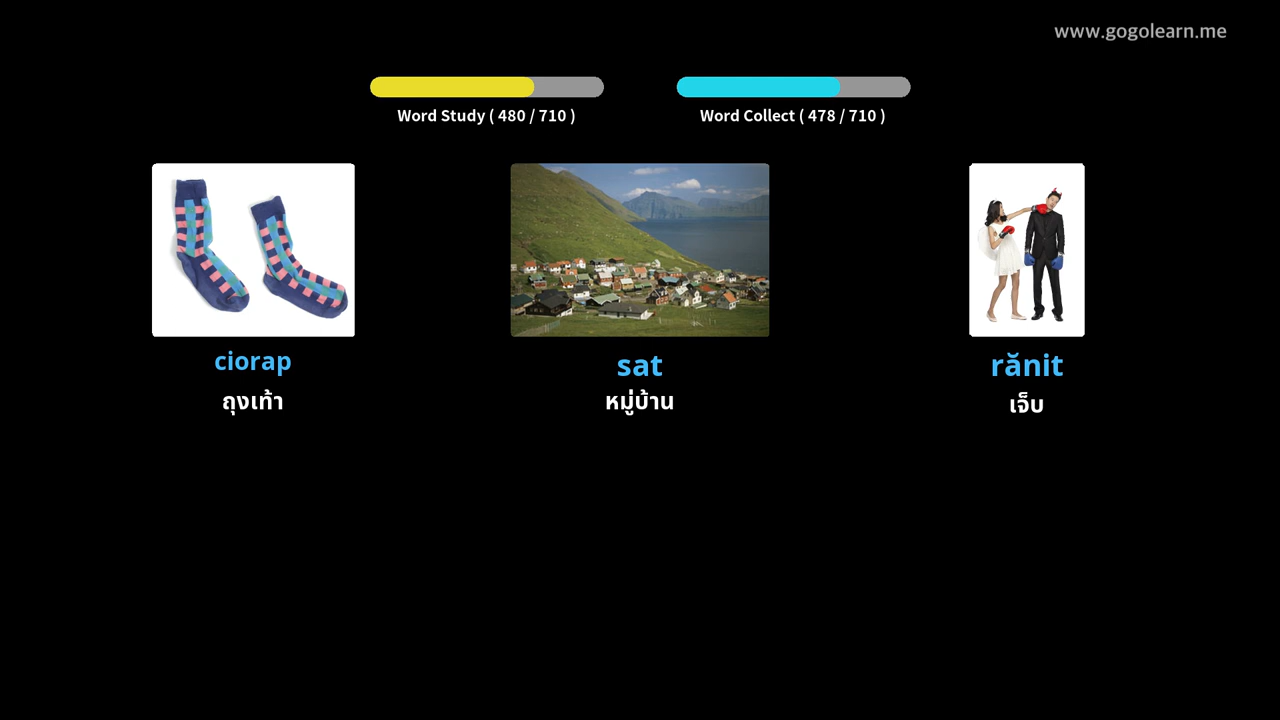 www.gogolearn.me
Word Study ( 480 / 710 )
Word Collect ( 478 / 710 )
ciorap
ถุงเท้า
sat
หมู่บ้าน
rănit
เจ็บ